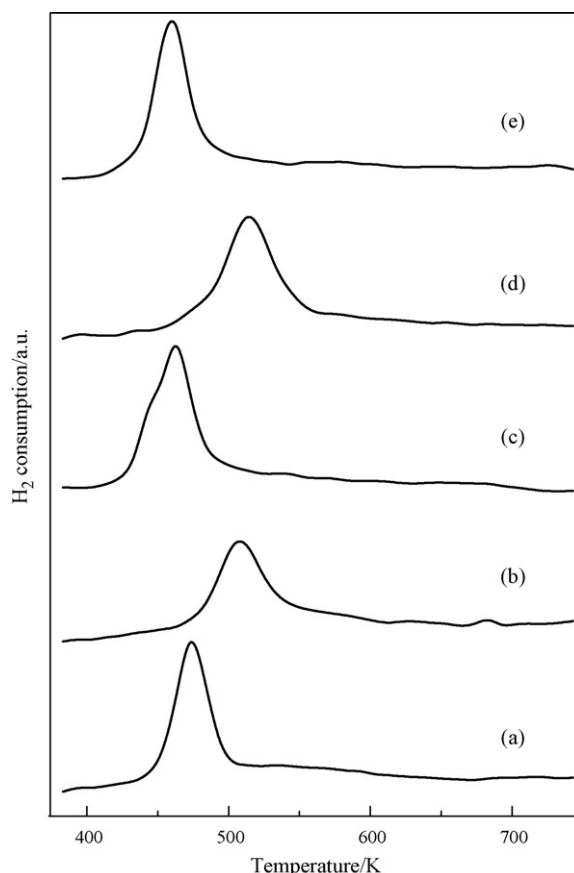 (e)
(d)
(c)
(b)
(a)
H₂ consumption/a.u.
400 500 600 700
Temperature/K